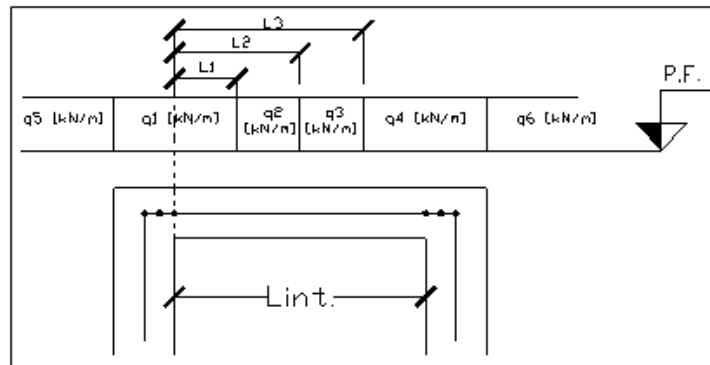 L3
L2
L1
P.F.
q5 [kN/m]
q1 [kN/m]
q2
[kN/m]
q3
[kN/m]
q4 [kN/m]
q6 [kN/m]
Lint.